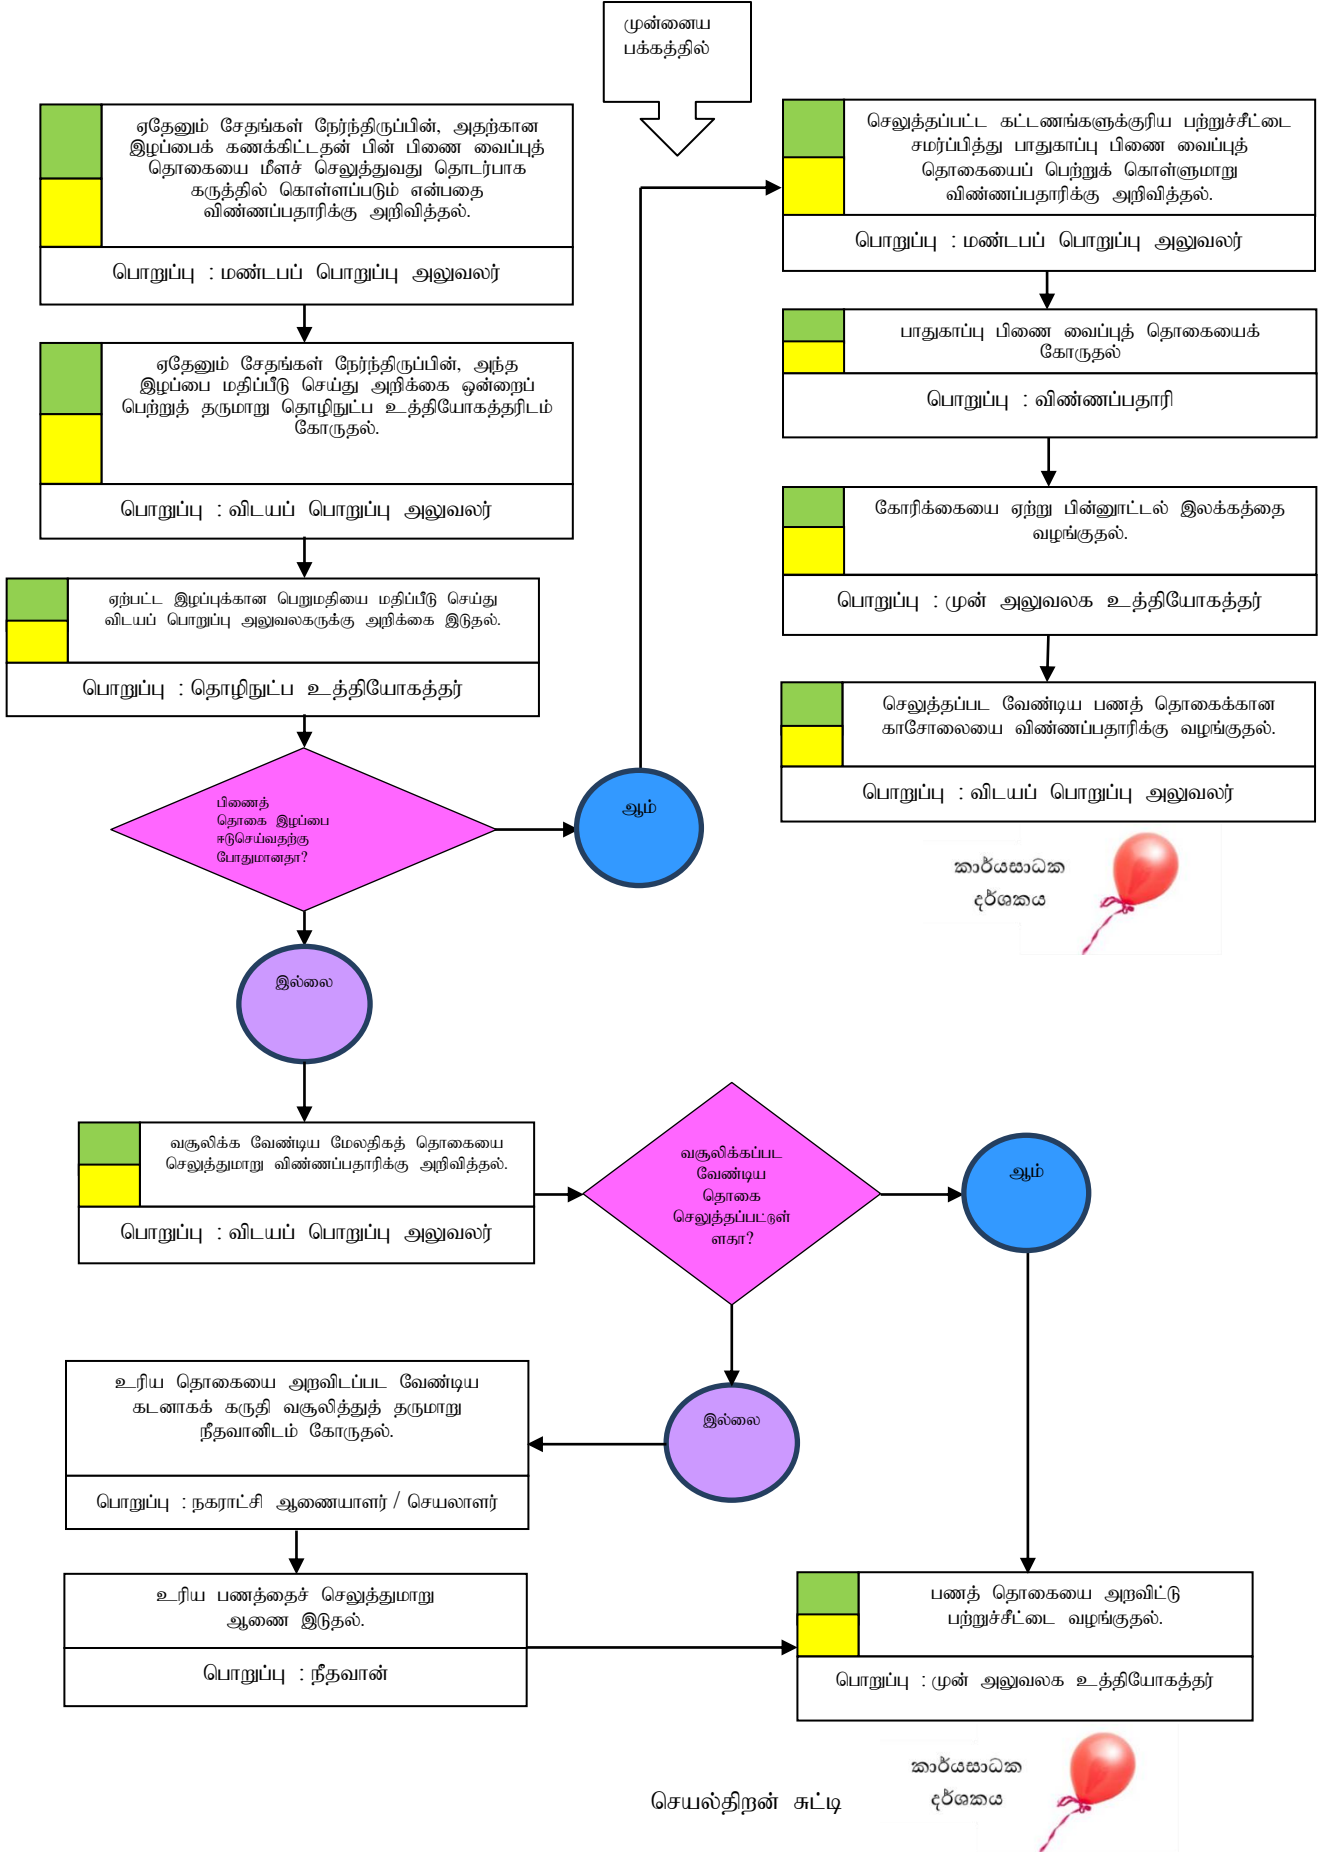 முன்னைய
பக்கத்தில்
ஏதேனும் சேதங்கள் நேர்ந்திருப்பின், அதற்கான
இழப்பைக் கணக்கிட்டதன் பின் பிணை வைப்புத்
தொகையை மீளச் செலுத்துவது தொடர்பாக
கருத்தில் கொள்ளப்படும் என்பதை
விண்ணப்பதாரிக்கு அறிவித்தல்.
பொறுப்பு : மண்டபப் பொறுப்பு அலுவலர்
ஏதேனும் சேதங்கள் நேர்ந்திருப்பின், அந்த
இழப்பை மதிப்பீடு செய்து அறிக்கை ஒன்றைப்
பெற்றுத் தருமாறு தொழிநுட்ப உத்தியோகத்தரிடம்
கோருதல்.
பொறுப்பு : விடயப் பொறுப்பு அலுவலர்
ஏற்பட்ட இழப்புக்கான பெறுமதியை மதிப்பீடு செய்து
விடயப் பொறுப்பு அலுவலகருக்கு அறிக்கை இடுதல்.
பொறுப்பு : தொழிநுட்ப உத்தியோகத்தர்
பிணைத்
தொகை இழப்பை
ஈடுசெய்வதற்கு
போதுமானதா?
ஆம்
செலுத்தப்பட்ட கட்டணங்களுக்குரிய பற்றுச்சீட்டை
சமர்ப்பித்து பாதுகாப்பு பிணை வைப்புத்
தொகையைப் பெற்றுக் கொள்ளுமாறு
விண்ணப்பதாரிக்கு அறிவித்தல்.
பொறுப்பு : மண்டபப் பொறுப்பு அலுவலர்
பாதுகாப்பு பிணை வைப்புத் தொகையைக்
கோருதல்
பொறுப்பு : விண்ணப்பதாரி
கோரிக்கையை ஏற்று பின்னூட்டல் இலக்கத்தை
வழங்குதல்.
பொறுப்பு : முன் அலுவலக உத்தியோகத்தர்
செலுத்தப்பட வேண்டிய பணத் தொகைக்கான
காசோலையை விண்ணப்பதாரிக்கு வழங்குதல்.
பொறுப்பு : விடயப் பொறுப்பு அலுவலர்
කාර්යසාධක
දර්ශකය
இல்லை
வசூலிக்க வேண்டிய மேலதிகத் தொகையை
செலுத்துமாறு விண்ணப்பதாரிக்கு அறிவித்தல்.
பொறுப்பு : விடயப் பொறுப்பு அலுவலர்
வசூலிக்கப்பட
வேண்டிய
தொகை
செலுத்தப்பட்டுள்
ளதா?
ஆம்
இல்லை
உரிய தொகையை அறவிடப்பட வேண்டிய
கடனாகக் கருதி வசூலித்துத் தருமாறு
நீதவானிடம் கோருதல்.
பொறுப்பு : நகராட்சி ஆணையாளர் / செயலாளர்
உரிய பணத்தைச் செலுத்துமாறு
ஆணை இடுதல்.
பொறுப்பு : நீதவான்
பணத் தொகையை அறவிட்டு
பற்றுச்சீட்டை வழங்குதல்.
பொறுப்பு : முன் அலுவலக உத்தியோகத்தர்
කාර්යසාධක
දර්ශකය
செயல்திறன் சுட்டி